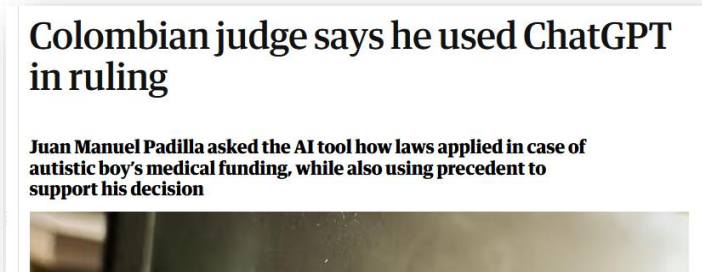 Colombian judge says he used ChatGPT
in ruling
Juan Manuel Padilla asked the AI tool how laws applied in case of
autistic boy’s medical funding, while also using precedent to
support his decision